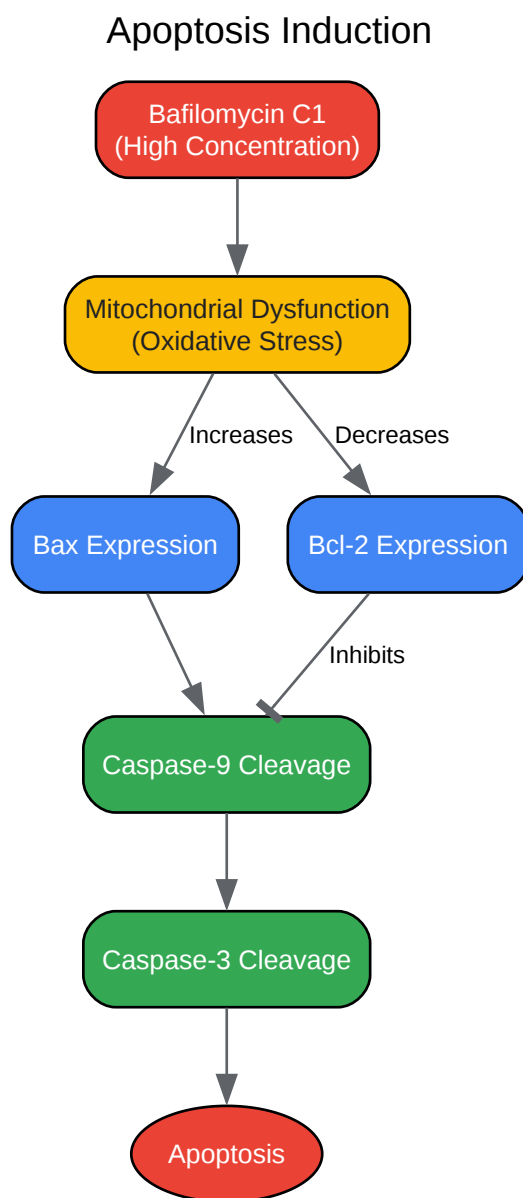 Apoptosis Induction
Bafilomycin C1
(High Concentration)
Mitochondrial Dysfunction
(Oxidative Stress)
Increases
Decreases
Bax Expression
Bcl-2 Expression
Inhibits
Caspase-9 Cleavage
Caspase-3 Cleavage
Apoptosis